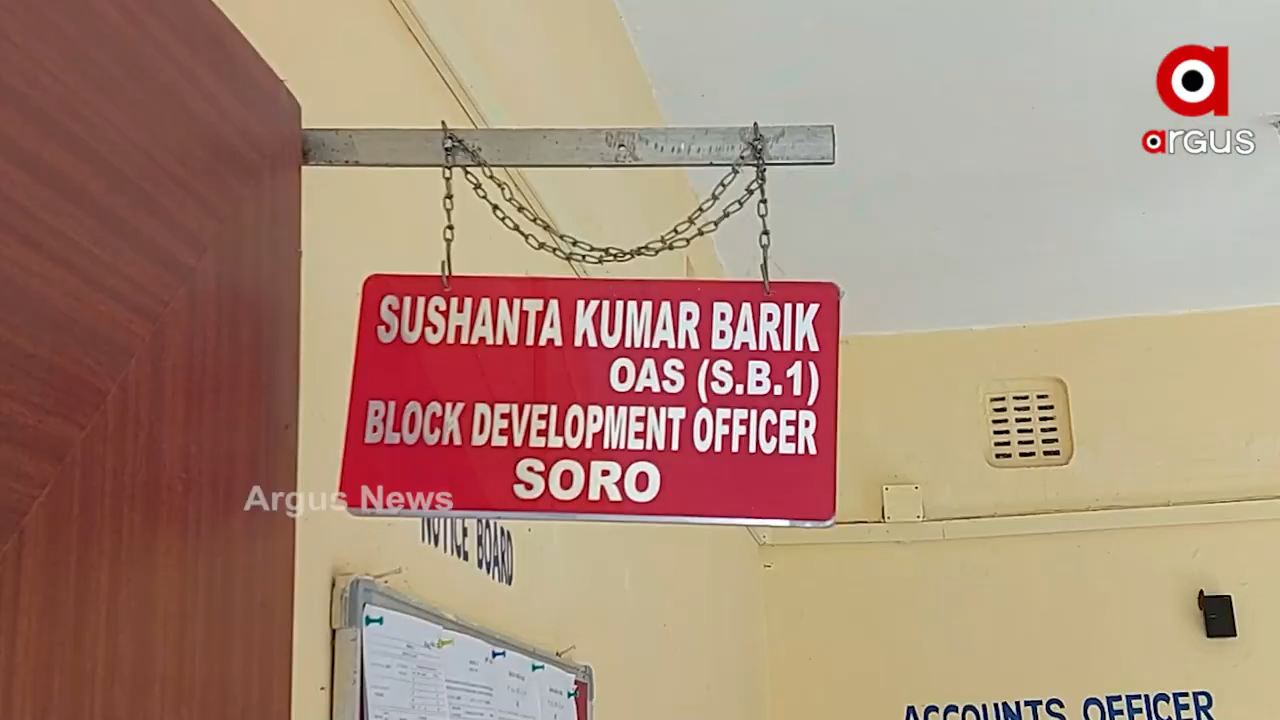 argus
SUSHANTA KUMAR BARIK
OAS (S.B.1)
BLOCK DEVELOPMENT OFFICER
SORO
Argus News
NOTICE BOARD
ACCOUNTS OFFICER